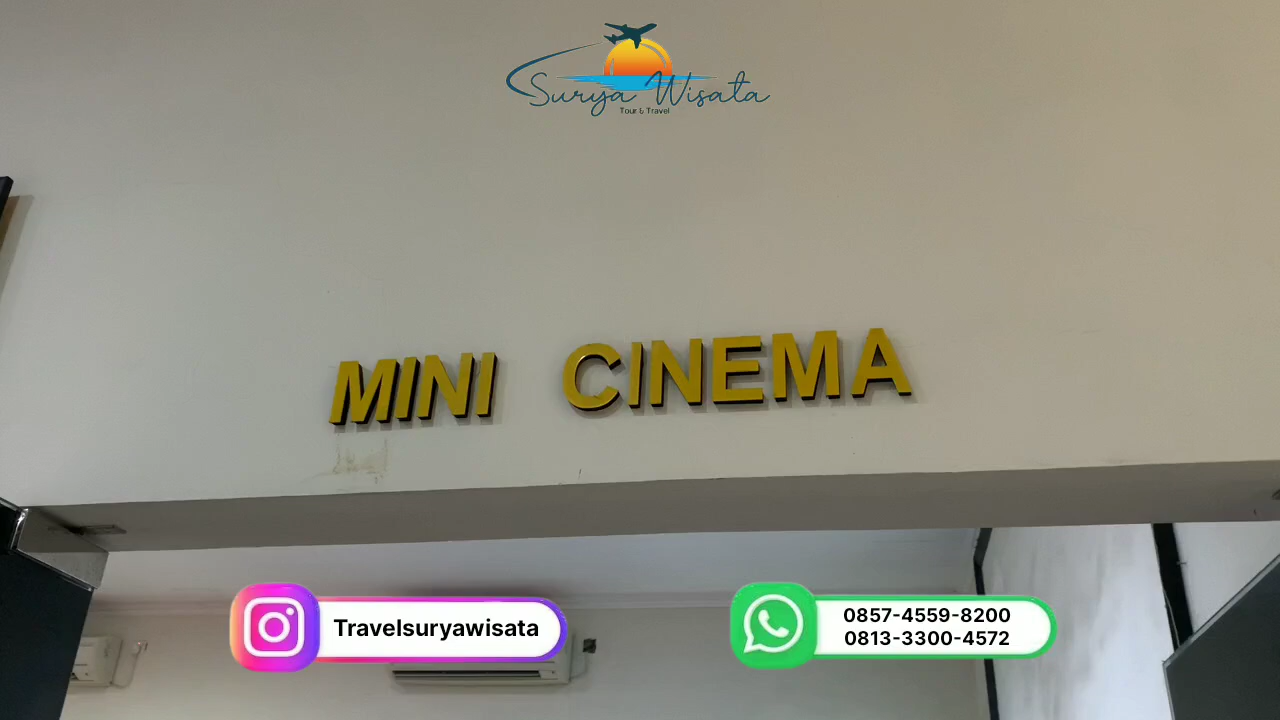 Surya Wisata
Tour & Travel
MINI CINEMA
Travelsuryawisata
0857-4559-8200
0813-3300-4572